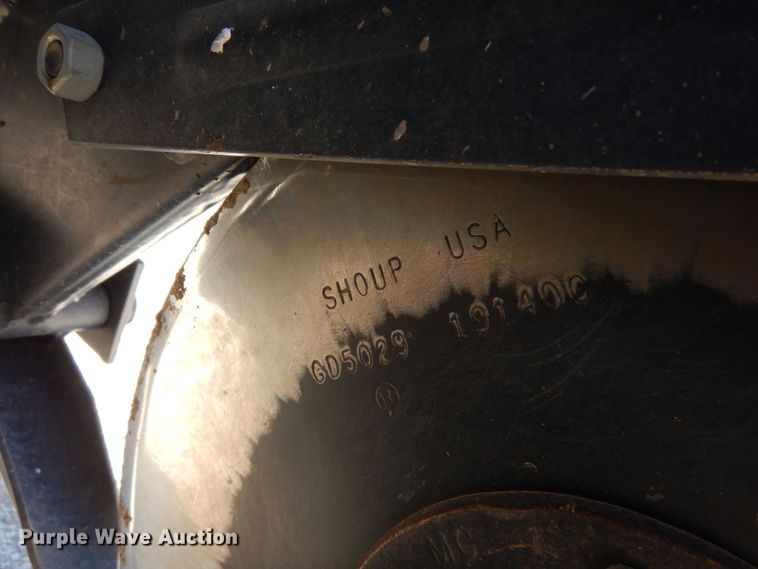 SHOUP USA
GD5029 19140C
Purple Wave Auction